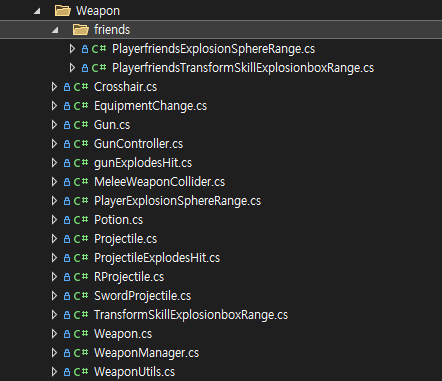 Weapon
friends
C# PlayerfriendsExplosionSphereRange.cs
C# PlayerfriendsTransformSkillExplosionboxRange.cs
C# Crosshair.cs
C# EquipmentChange.cs
C# Gun.cs
C# GunController.cs
C# gunExplodesHit.cs
C# MeleeWeaponCollider.cs
C# PlayerExplosionSphereRange.cs
C# Potion.cs
C# Projectile.cs
C# ProjectileExplodesHit.cs
C# RProjectile.cs
C# SwordProjectile.cs
C# TransformSkillExplosionboxRange.cs
C# Weapon.cs
C# WeaponManager.cs
C# WeaponUtils.cs